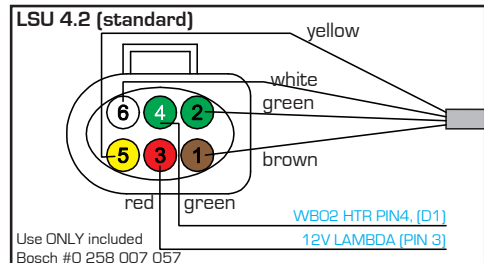 LSU 4.2 (standard)
yellow
white
green
6 4 2
5 3 1
brown
red green
WBO2 HTR PIN4, (D1)
12V LAMBDA (PIN 3)
Use ONLY included
Bosch #0 258 007 057